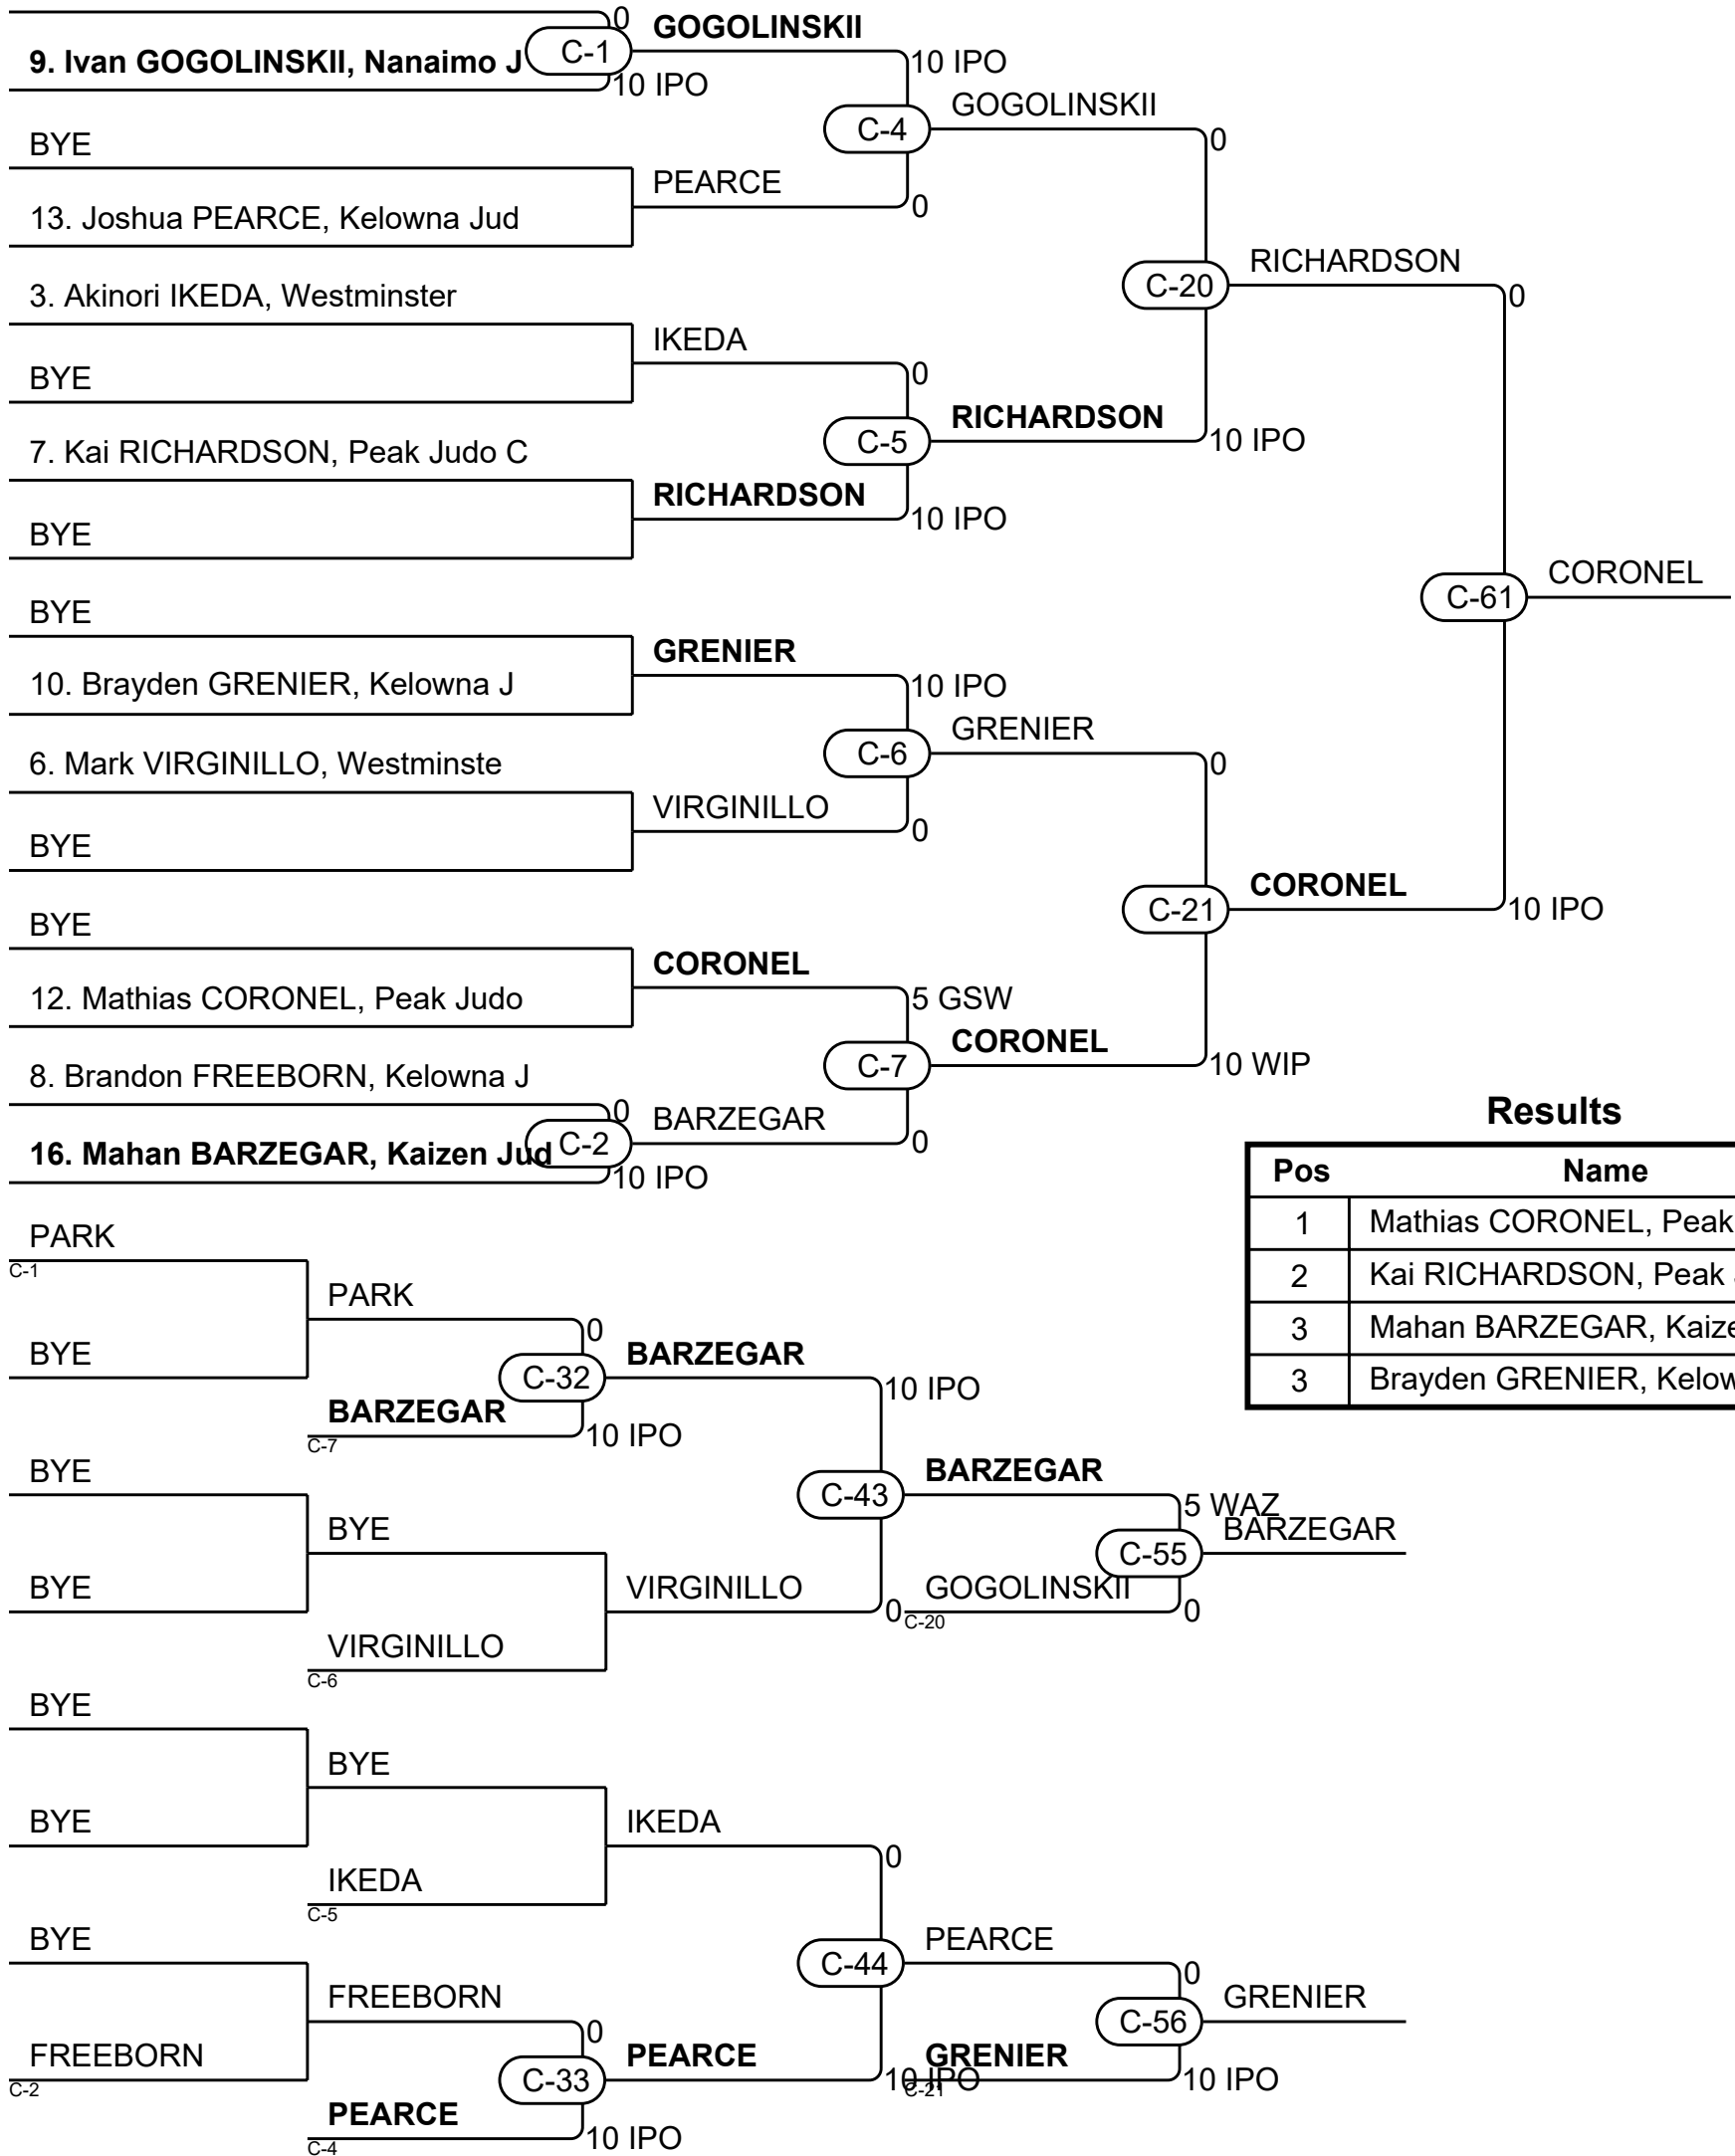 0
GOGOLINSKII
9. Ivan GOGOLINSKII, Nanaimo J
C-1
10 IPO
10 IPO
GOGOLINSKII
BYE
C-4
0
PEARCE
0
13. Joshua PEARCE, Kelowna Jud
RICHARDSON
3. Akinori IKEDA, Westminster
C-20
0
IKEDA
BYE
0
RICHARDSON
C-5
10 IPO
7. Kai RICHARDSON, Peak Judo C
RICHARDSON
10 IPO
BYE
CORONEL
C-61
BYE
GRENIER
10. Brayden GRENIER, Kelowna J
10 IPO
GRENIER
C-6
0
6. Mark VIRGINILLO, Westminste
VIRGINILLO
0
BYE
CORONEL
C-21
10 IPO
BYE
CORONEL
12. Mathias CORONEL, Peak Judo
5 GSW
CORONEL
C-7
10 WIP
8. Brandon FREEBORN, Kelowna J
0
BARZEGAR
0
16. Mahan BARZEGAR, Kaizen Jud
C-2
10 IPO
Results
Pos Name
1 Mathias CORONEL, Peak
2 Kai RICHARDSON, Peak
3 Mahan BARZEGAR, Kaize
3 Brayden GRENIER, Kelow
PARK
C-1
PARK
0
BYE
BARZEGAR
C-32
10 IPO
BARZEGAR
C-7
10 IPO
BYE
BARZEGAR
C-43
5 WAZ
BARZEGAR
BYE
C-55
BYE
VIRGINILLO
0
GOGOLINSKII
C-20
0
VIRGINILLO
C-6
BYE
BYE
BYE
IKEDA
0
IKEDA
C-5
BYE
PEARCE
C-44
0
FREEBORN
GRENIER
0
C-56
FREEBORN
C-2
PEARCE
C-33
10 IPO
GRENIER
C-21
10 IPO
PEARCE
C-4
10 IPO